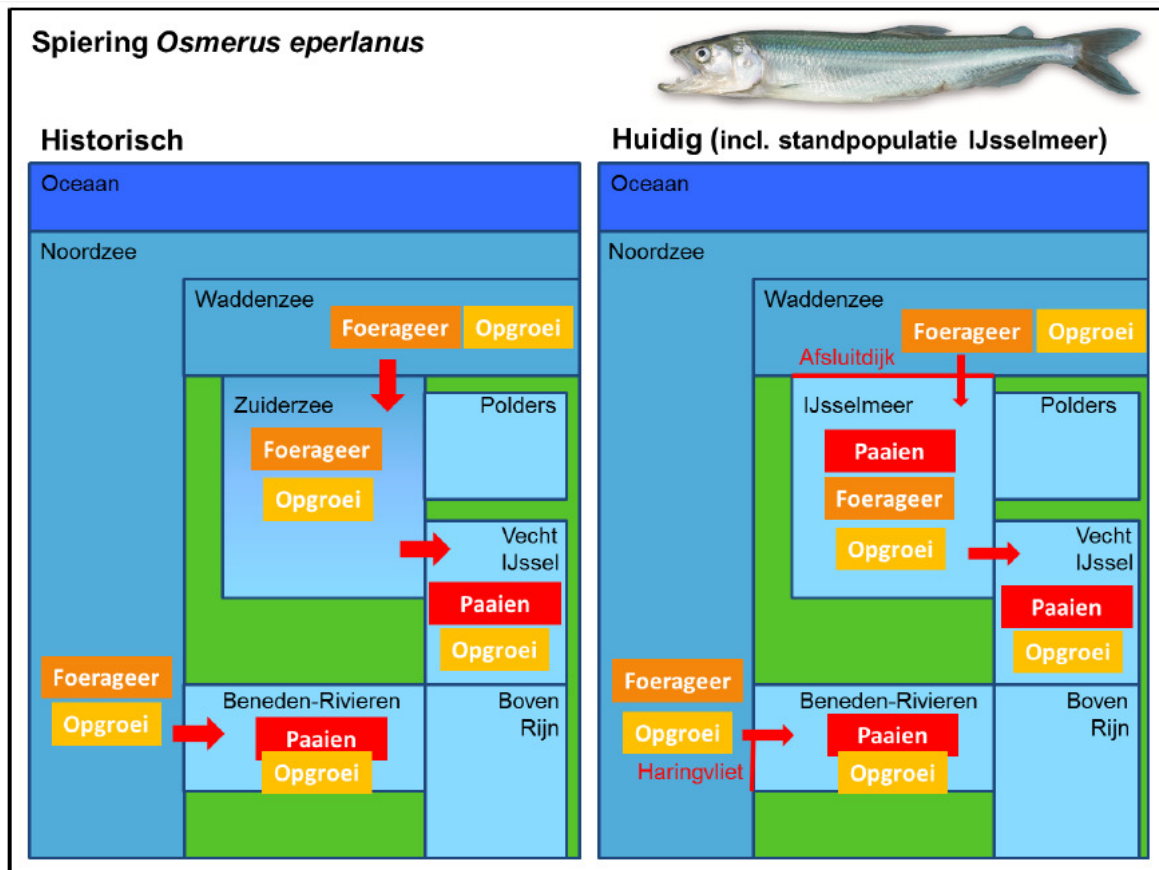 Spiering Osmerus eperlanus
Historisch
Oceaan
Noordzee
Waddenzee
Foerageer
Opgroei
Zuiderzee
Polders
Foerageer
Opgroei
Vecht
IJssel
Paaien
Opgroei
Foerageer
Opgroei
Beneden-Rivieren
Paaien
Opgroei
Boven
Rijn
Huidig (incl. standpopulatie IJsselmeer)
Oceaan
Noordzee
Waddenzee
Foerageer
Opgroei
Afsluitdijk
IJsselmeer
Polders
Paaien
Foerageer
Opgroei
Vecht
IJssel
Paaien
Opgroei
Foerageer
Opgroei
Haringvliet
Beneden-Rivieren
Paaien
Opgroei
Boven
Rijn